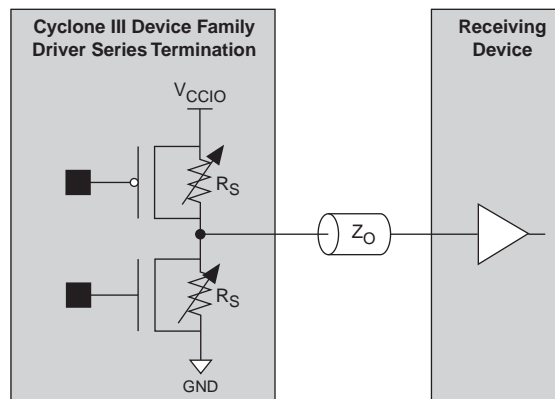 Cyclone III Device Family
Driver Series Termination
Receiving
Device
VCCIO
RS
ZO
RS
GND